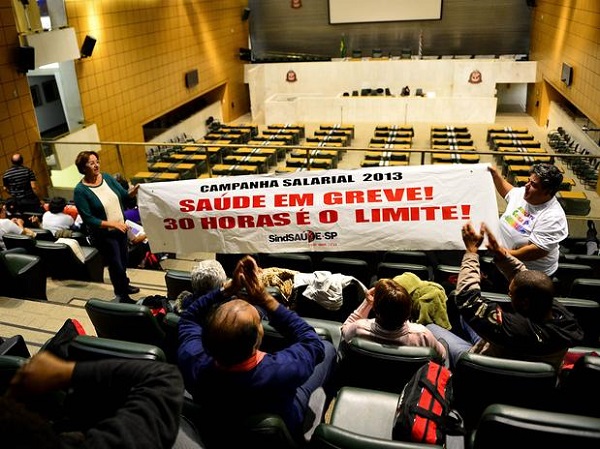 CAMPANHA SALARIAL 2013
SAÚDE EM GREVE!
30 HORAS É O LIMITE!
SindSAÚDE-SP